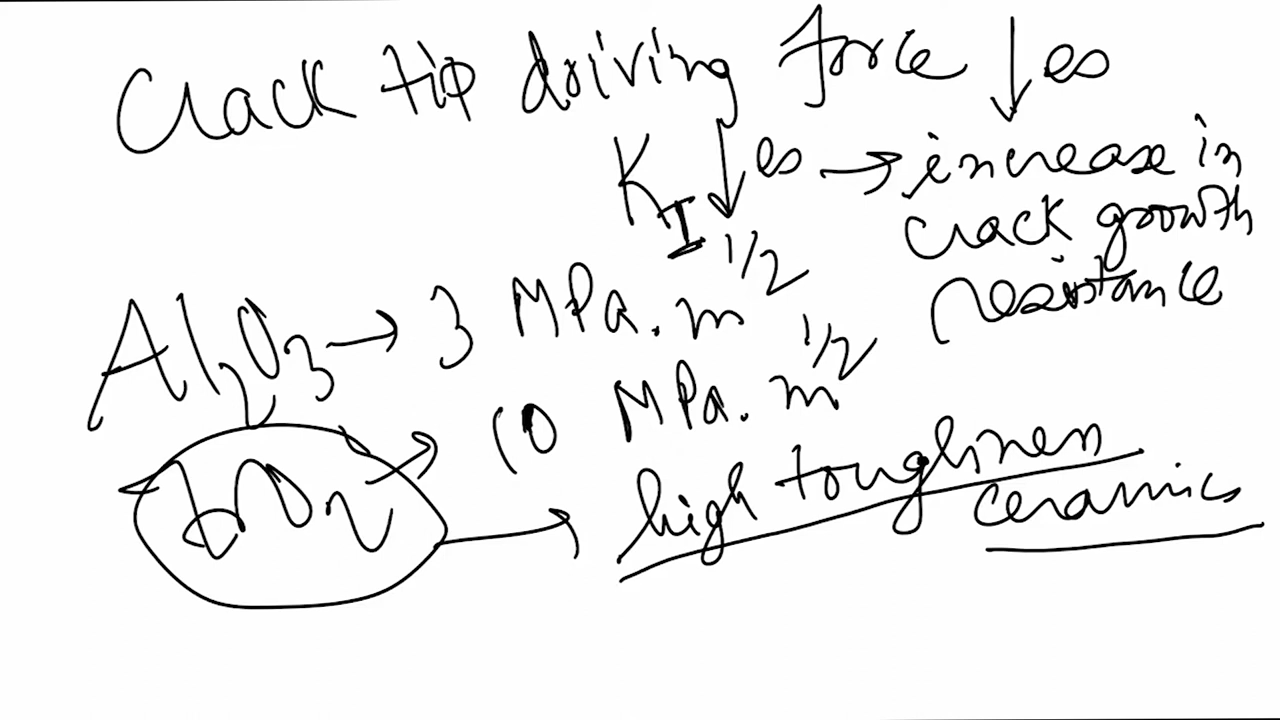 Crack tip driving force ↓es
K_I ↓es → increase in
crack growth
resistance
Al₂O₃ → 3 MPa.m^1/2
ZrO₂ → 10 MPa.m^1/2
→ high toughness
ceramics